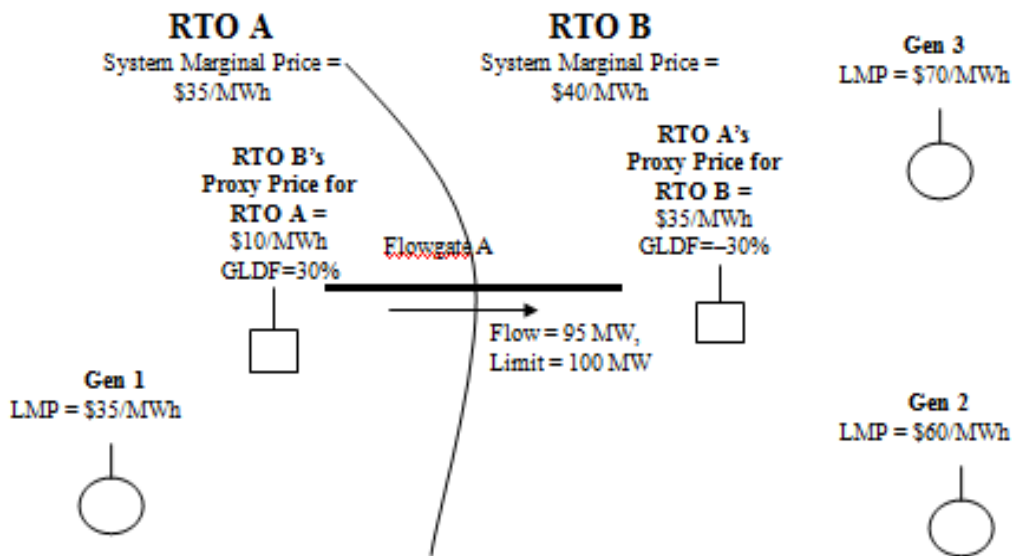 RTO A
System Marginal Price =
$35/MWh
RTO B
System Marginal Price =
$40/MWh
Gen 3
LMP = $70/MWh
RTO B's
Proxy Price for
RTO A =
$10/MWh
GLDF=30%
Flowgate A
RTO A's
Proxy Price for
RTO B =
$35/MWh
GLDF=–30%
Flow = 95 MW,
Limit = 100 MW
Gen 1
LMP = $35/MWh
Gen 2
LMP = $60/MWh